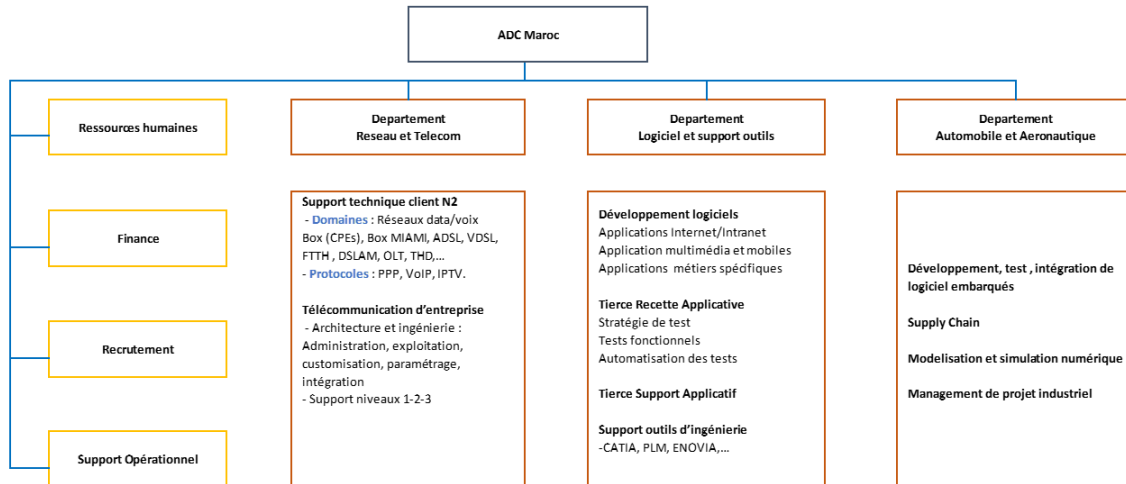 ADC Maroc
Ressources humaines
Finance
Recrutement
Support Opérationnel
Departement
Reseau et Telecom
Support technique client N2
- Domaines : Réseaux data/voix
Box (CPEs), Box MIAMI, ADSL, VDSL,
FTTH , DSLAM, OLT, THD,...
- Protocoles : PPP, VoIP, IPTV.
Télécommunication d'entreprise
- Architecture et ingénierie :
Administration, exploitation,
customisation, paramétrage,
intégration
- Support niveaux 1-2-3
Departement
Logiciel et support outils
Développement logiciels
Applications Internet/Intranet
Application multimédia et mobiles
Applications métiers spécifiques
Tierce Recette Applicative
Stratégie de test
Tests fonctionnels
Automatisation des tests
Tierce Support Applicatif
Support outils d'ingénierie
-CATIA, PLM, ENOVIA,...
Departement
Automobile et Aeronautique
Développement, test , intégration de
logiciel embarqués
Supply Chain
Modelisation et simulation numérique
Management de projet industriel